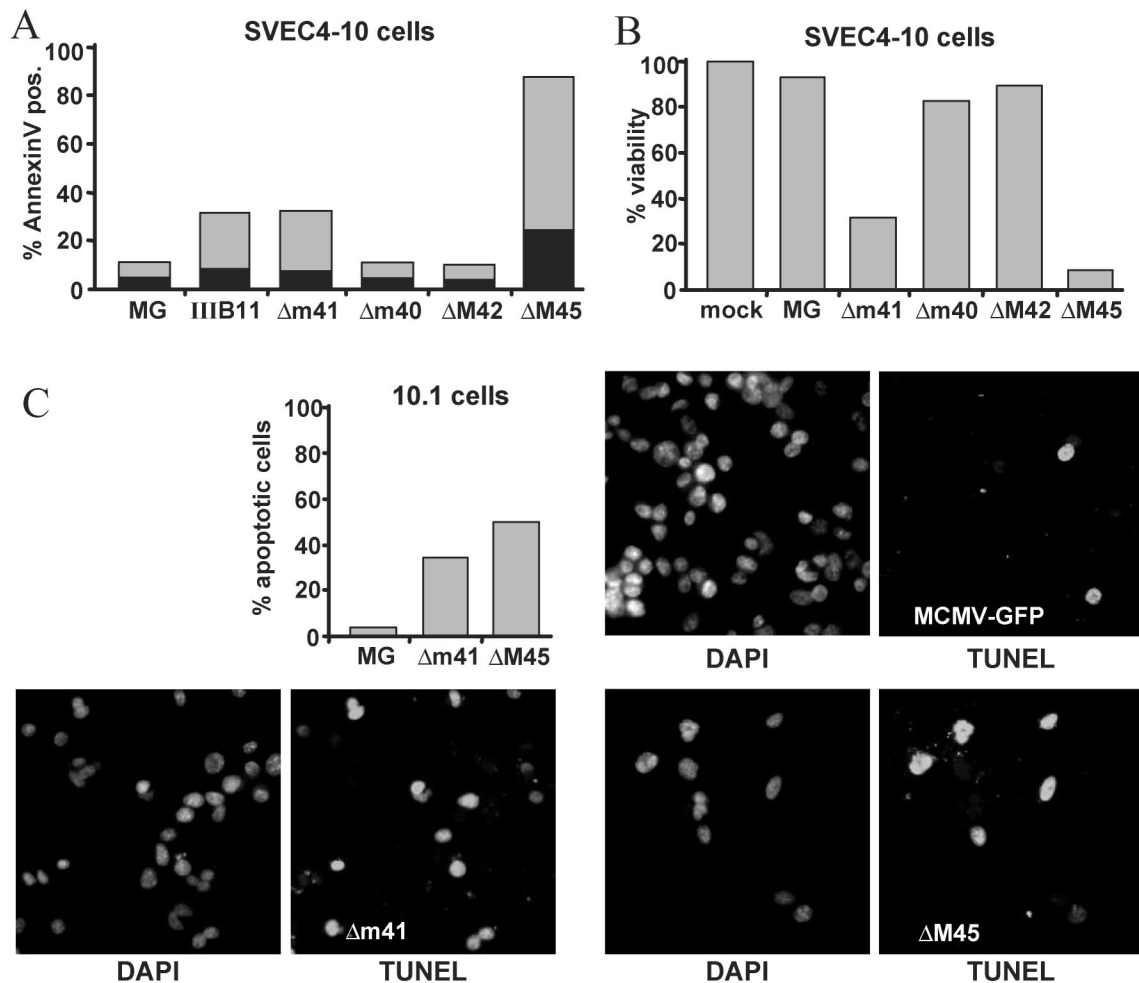 A
SVEC4-10 cells
% AnnexinV pos.
100
80
60
40
20
0
MG IIIB11 Δm41 Δm40 ΔM42 ΔM45
B
SVEC4-10 cells
% viability
100
80
60
40
20
0
mock MG Δm41 Δm40 ΔM42 ΔM45
C
10.1 cells
% apoptotic cells
100
80
60
40
20
0
MG Δm41 ΔM45
MCMV-GFP
DAPI TUNEL
Δm41
DAPI TUNEL
ΔM45
DAPI TUNEL